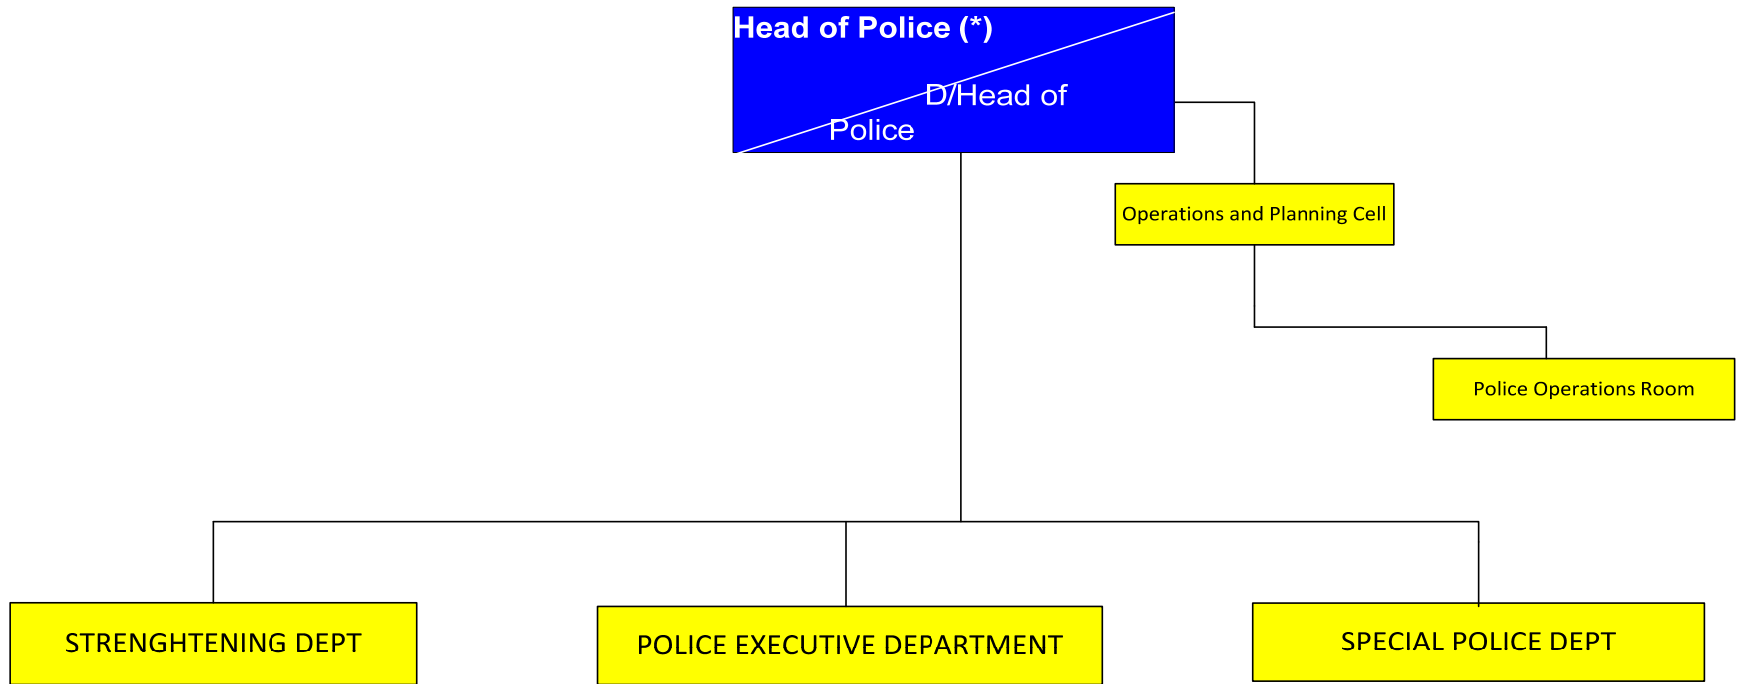 Head of Police (*)
D/Head of
Police
Operations and Planning Cell
Police Operations Room
STRENGHTENING DEPT
POLICE EXECUTIVE DEPARTMENT
SPECIAL POLICE DEPT